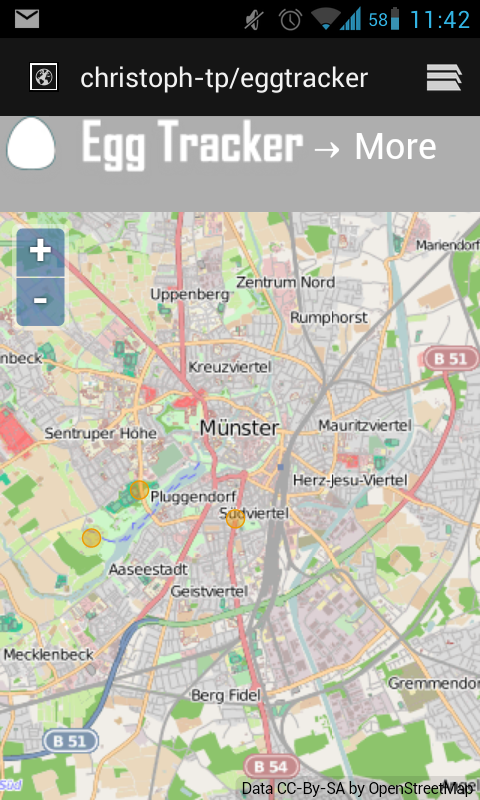 58 11:42
christoph-tp/eggtracker
Egg Tracker → More
+
-
Mariendorf
Zentrum Nord
Uppenberg
Rumphorst
B 51
nbeck
Kreuzviertel
Münster
Mauritzviertel
Sentruper Höhe
Herz-Jesu-Viertel
Pluggendorf
Südviertel
Aaseestadt
Geistviertel
Mecklenbeck
Gremmendor
Berg Fidel
B 51
B 54
Süd
Data CC-By-SA by OpenStreetMap